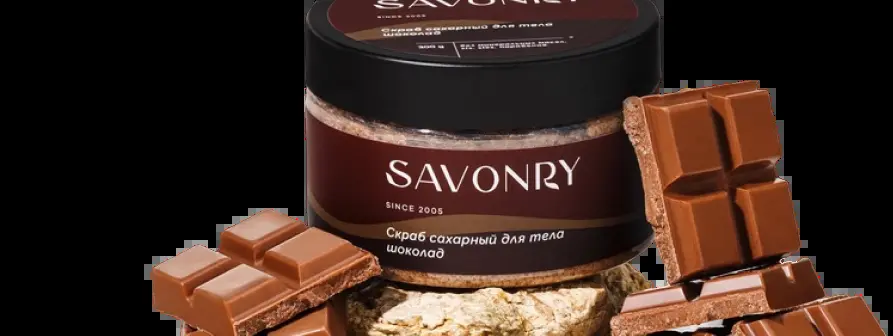 SAVONRY
SINCE 2005
Скраб сахарный для тела
шоколад
300 g
SAVONRY
SINCE 2005
Скраб сахарный для тела
шоколад